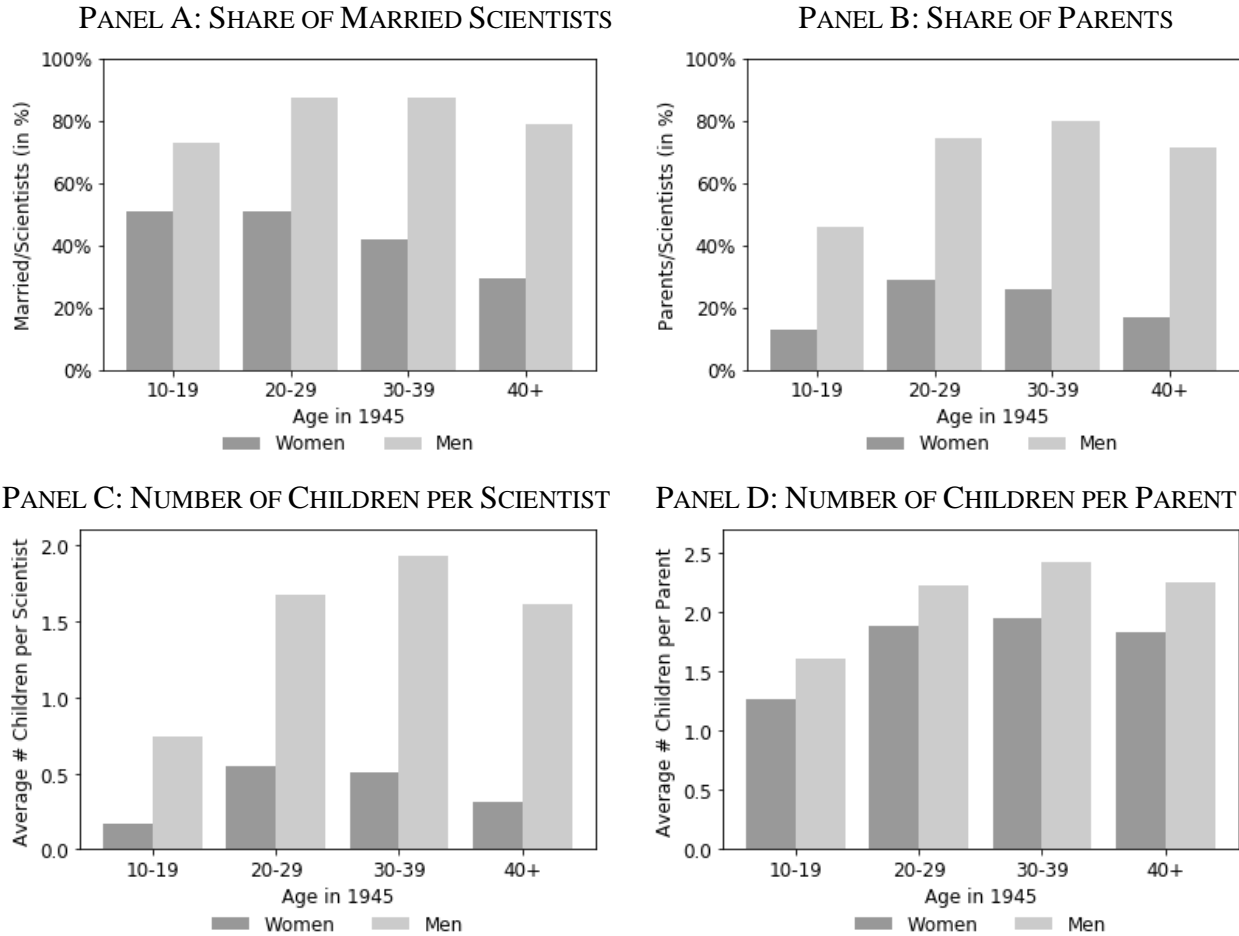 PANEL A: SHARE OF MARRIED SCIENTISTS
100%
80%
60%
40%
20%
0%
Married/Scientists (in %)
10-19 20-29 30-39 40+
Age in 1945
Women Men
PANEL B: SHARE OF PARENTS
100%
80%
60%
40%
20%
0%
Parents/Scientists (in %)
10-19 20-29 30-39 40+
Age in 1945
Women Men
PANEL C: NUMBER OF CHILDREN PER SCIENTIST
2.0
1.5
1.0
0.5
0.0
Average # Children per Scientist
10-19 20-29 30-39 40+
Age in 1945
Women Men
PANEL D: NUMBER OF CHILDREN PER PARENT
2.5
2.0
1.5
1.0
0.5
0.0
Average # Children per Parent
10-19 20-29 30-39 40+
Age in 1945
Women Men